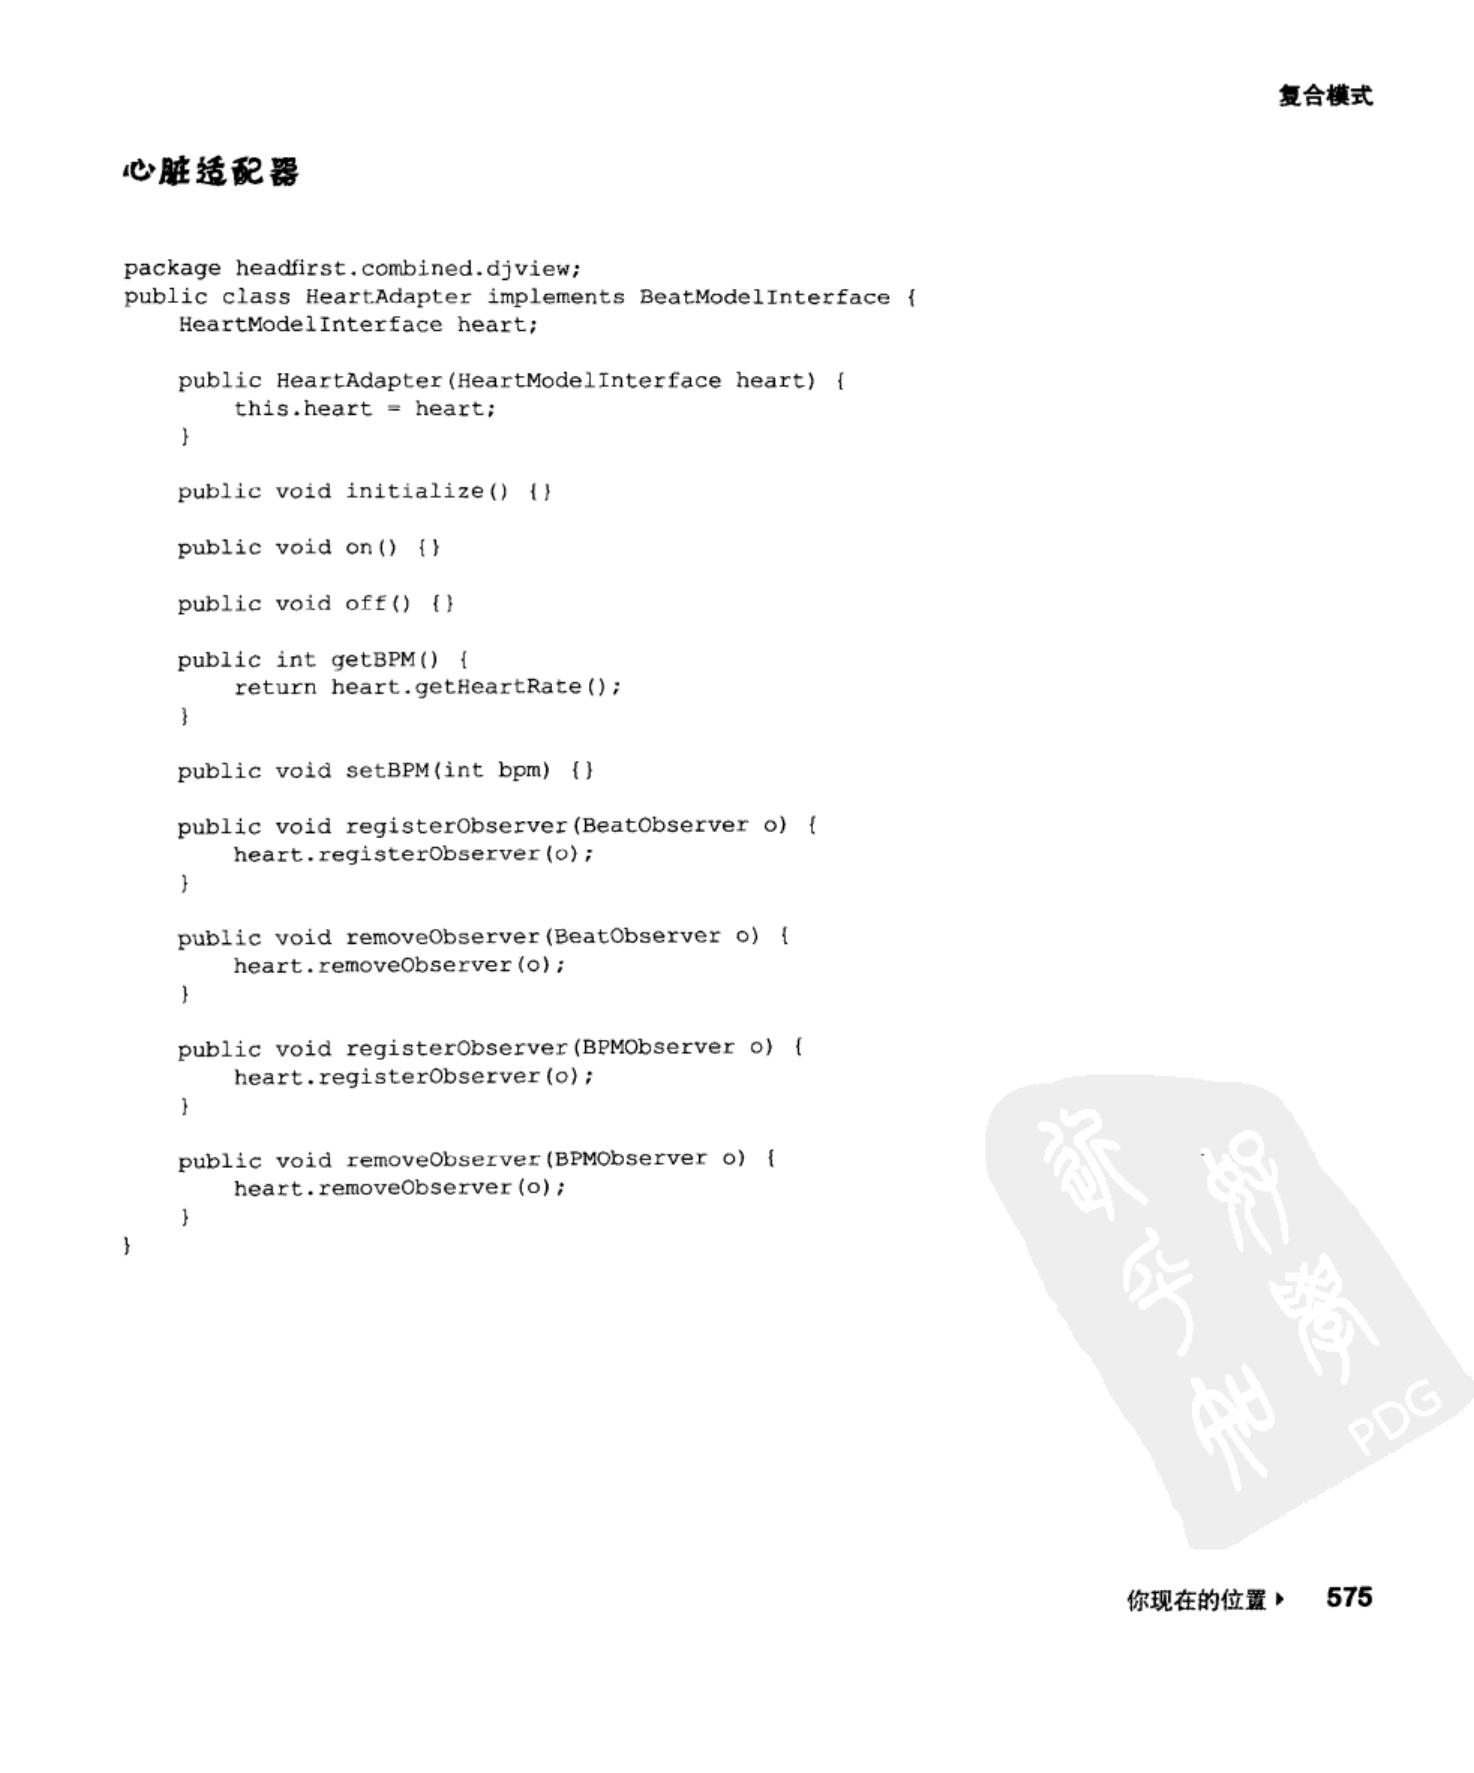 复合模式
心脏适配器
package headfirst.combined.djview;
public class HeartAdapter implements BeatModelInterface {
    HeartModelInterface heart;

    public HeartAdapter(HeartModelInterface heart) {
        this.heart = heart;
    }

    public void initialize() {}

    public void on() {}

    public void off() {}

    public int getBPM() {
        return heart.getHeartRate();
    }

    public void setBPM(int bpm) {}

    public void registerObserver(BeatObserver o) {
        heart.registerObserver(o);
    }

    public void removeObserver(BeatObserver o) {
        heart.removeObserver(o);
    }

    public void registerObserver(BPMObserver o) {
        heart.registerObserver(o);
    }

    public void removeObserver(BPMObserver o) {
        heart.removeObserver(o);
    }
}
PDG
你现在的位置 ▸ 575